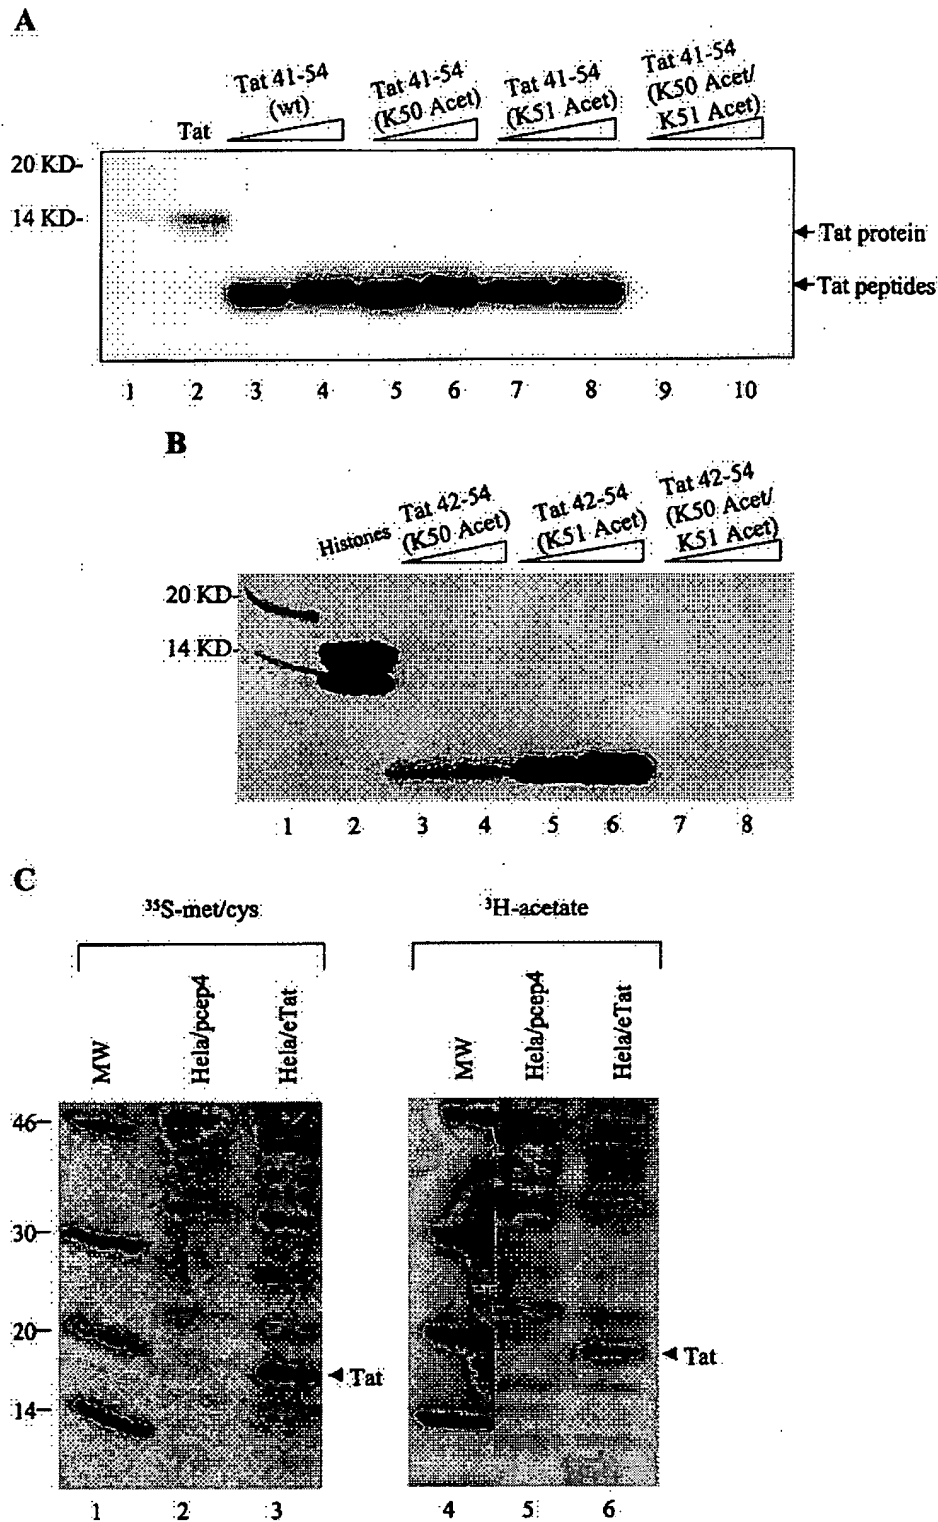 A
Tat
Tat 41-54
(wt)
Tat 41-54
(K50 Acet)
Tat 41-54
(K51 Acet)
Tat 41-54
(K50 Acet/
K51 Acet)
20 KD-
14 KD-
Tat protein
Tat peptides
1 2 3 4 5 6 7 8 9 10
B
Histones
Tat 42-54
(K50 Acet)
Tat 42-54
(K51 Acet)
Tat 42-54
(K50 Acet/
K51 Acet)
20 KD-
14 KD-
1 2 3 4 5 6 7 8
C
³⁵S-met/cys
³H-acetate
MW
Hela/pcep4
Hela/eTat
MW
Hela/pcep4
Hela/eTat
46-
30-
20-
14-
Tat
Tat
1 2 3
4 5 6